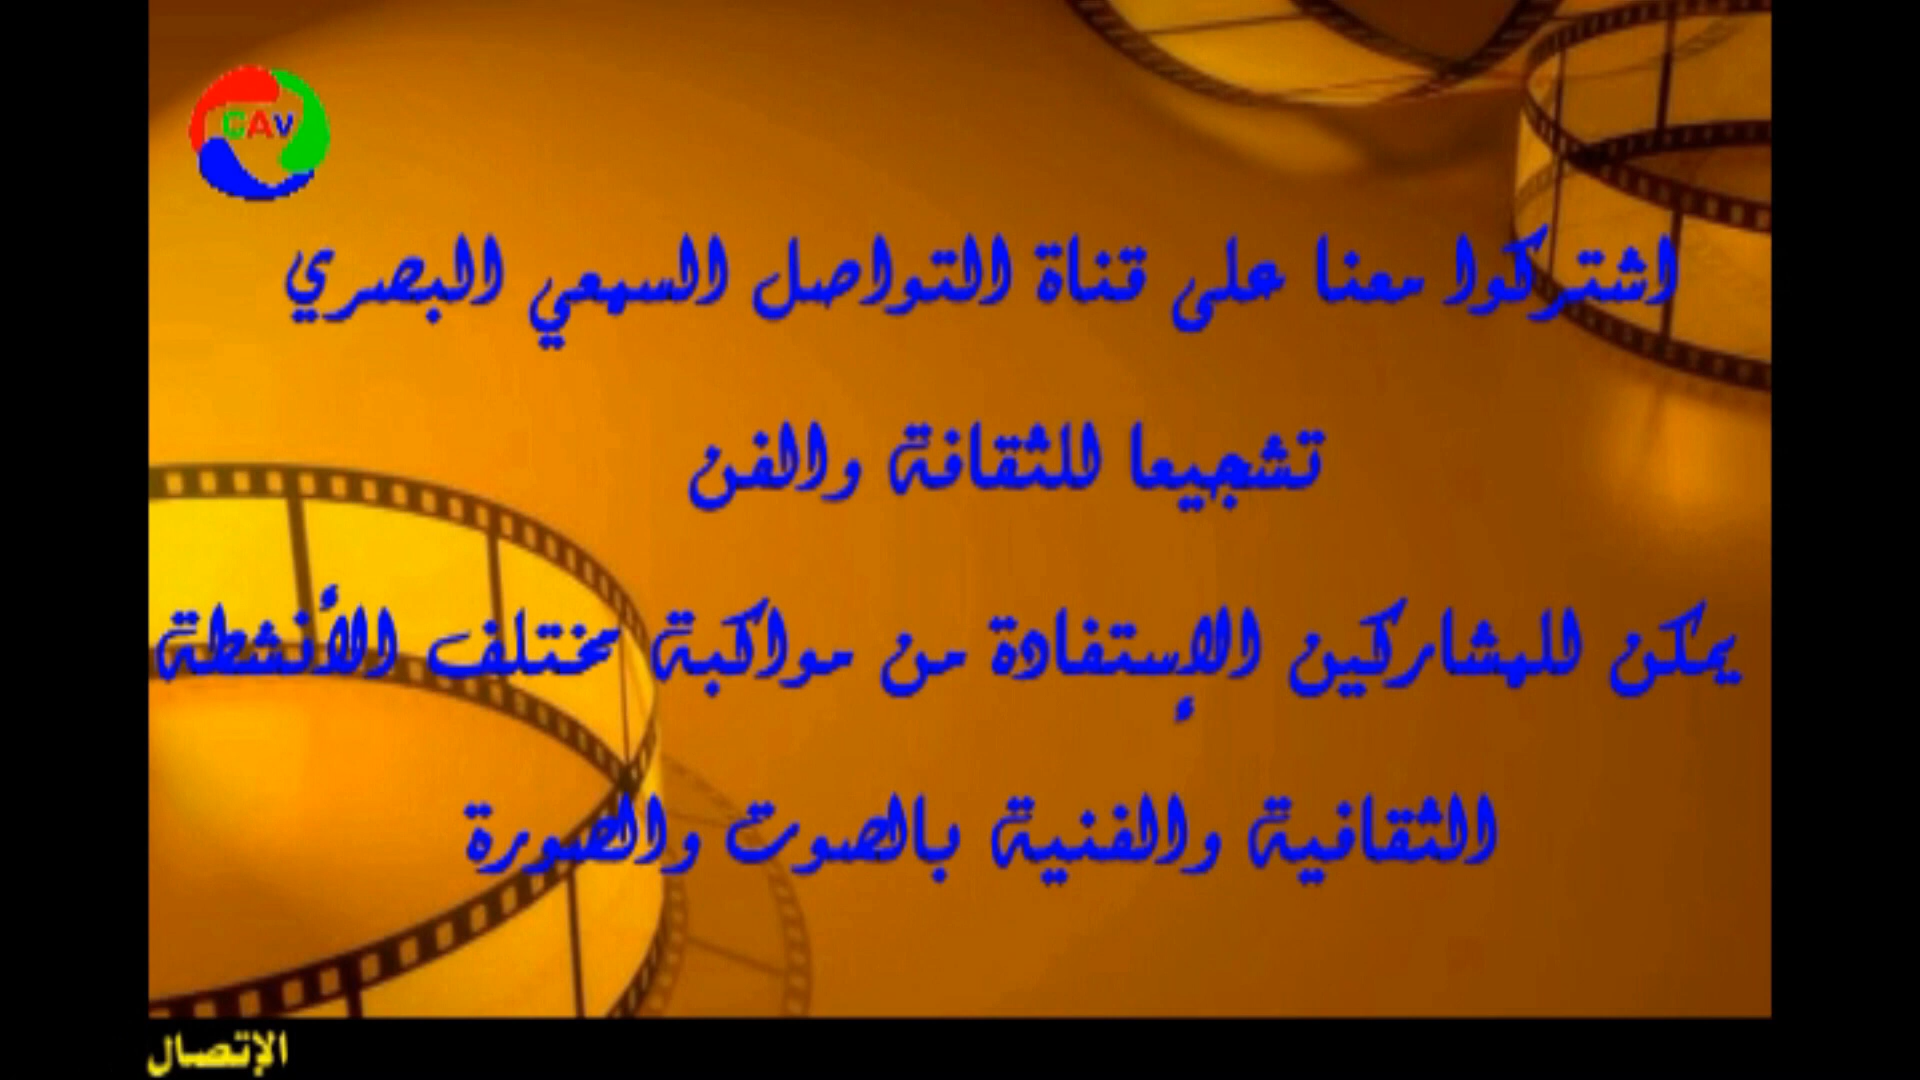 CAV
اشتركوا معنا على قناة التواصل السمعي البصري
تشجيعا للثقافة والفن
يمكن للمشاركين الإستفادة من مواكبة مختلف الأنشطة
الثقافية والفنية بالصوت والصورة
الإتصال